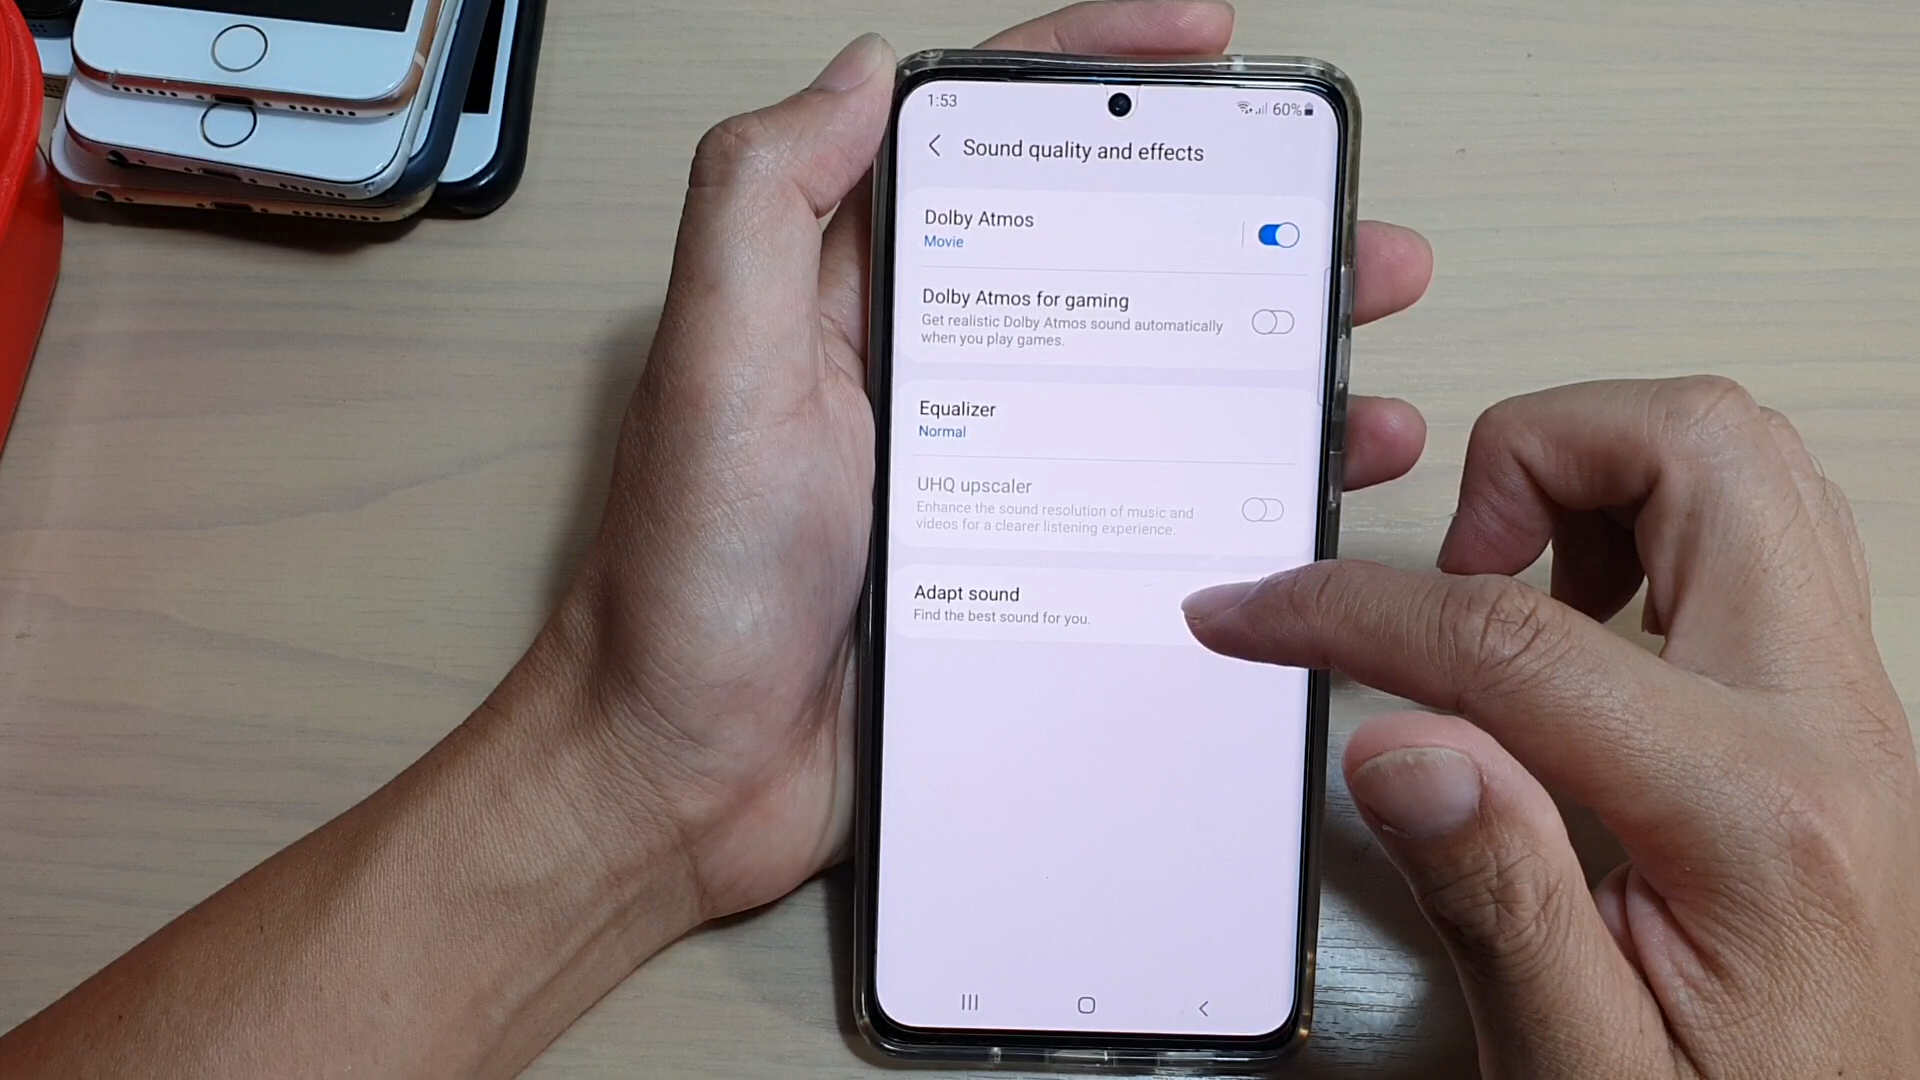 1:53
60%
Sound quality and effects
Dolby Atmos
Movie
Dolby Atmos for gaming
Get realistic Dolby Atmos sound automatically
when you play games.
Equalizer
Normal
UHQ upscaler
Enhance the sound resolution of music and
videos for a clearer listening experience.
Adapt sound
Find the best sound for you.